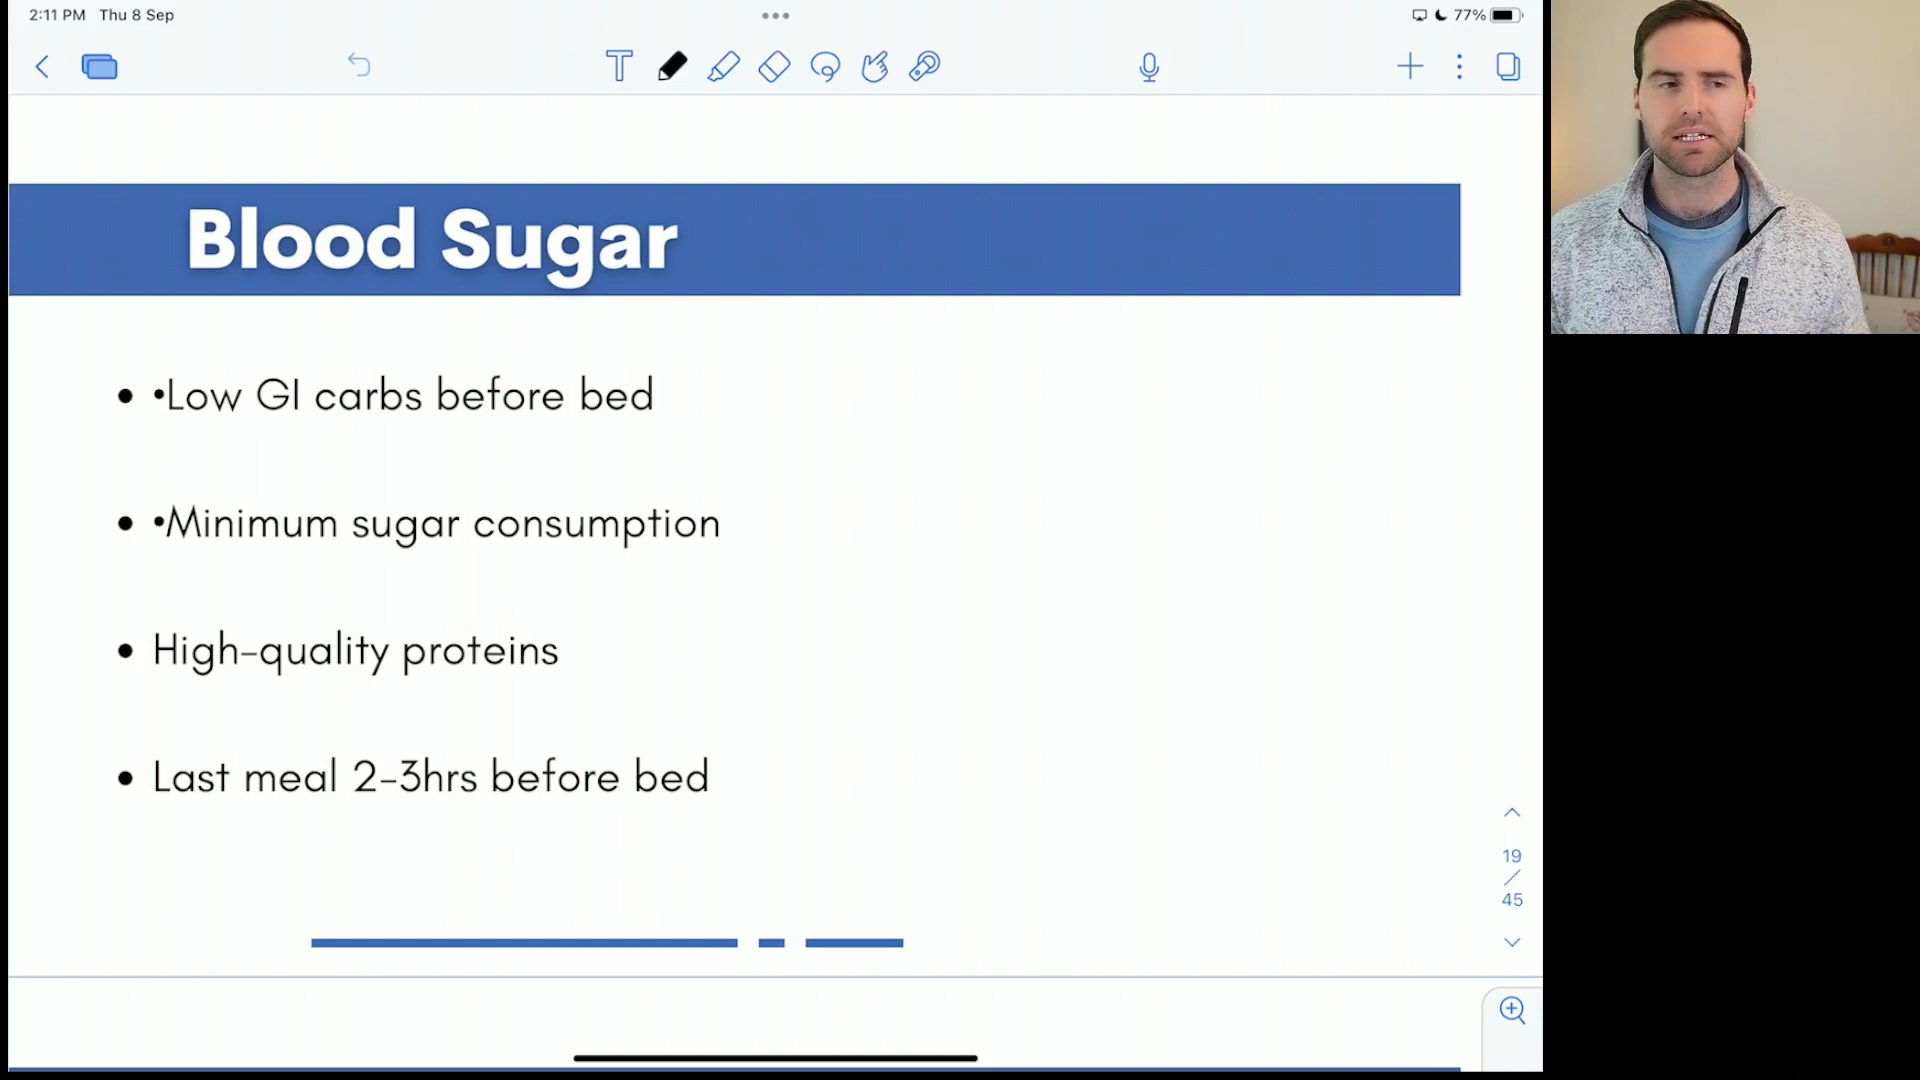 2:11 PM Thu 8 Sep
77%
Blood Sugar
• •Low GI carbs before bed
• •Minimum sugar consumption
• High-quality proteins
• Last meal 2-3hrs before bed
19
/
45